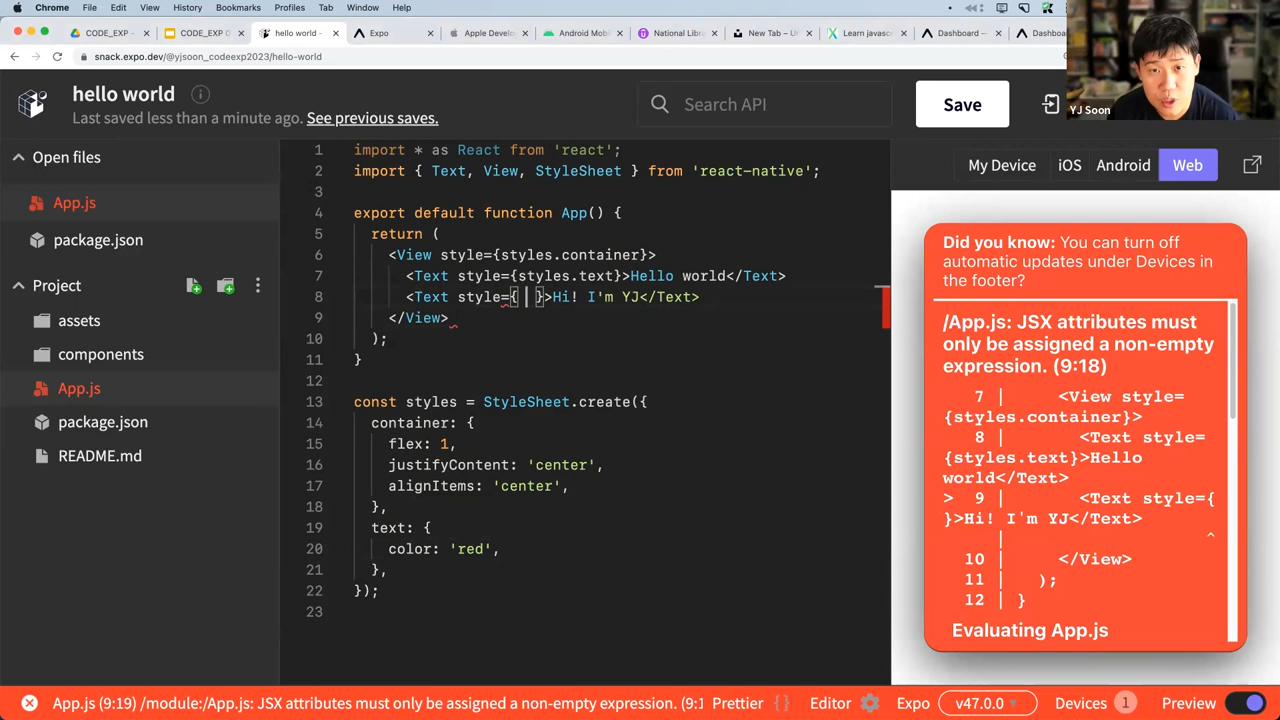 Chrome File Edit View History Bookmarks Profiles Tab Window Help
CODE_EXP - × CODE_EXP D × hello world - × Expo × Apple Develo × Android Mobil × National Libra × New Tab – Un × Learn javascr × Dashboard — × Dashb
snack.expo.dev/@yjsoon_codeexp2023/hello-world
YJ Soon
hello world
Last saved less than a minute ago. See previous saves.
Search API
Save
Open files
App.js
package.json
Project
assets
components
App.js
package.json
README.md
1 import * as React from 'react';
2 import { Text, View, StyleSheet } from 'react-native';
3
4 export default function App() {
5 return (
6 <View style={styles.container}>
7 <Text style={styles.text}>Hello world</Text>
8 <Text style={ }>Hi! I'm YJ</Text>
9 </View>
10 );
11 }
12
13 const styles = StyleSheet.create({
14 container: {
15 flex: 1,
16 justifyContent: 'center',
17 alignItems: 'center',
18 },
19 text: {
20 color: 'red',
21 },
22 });
23
My Device iOS Android Web
Did you know: You can turn off
automatic updates under Devices in
the footer?
/App.js: JSX attributes must
only be assigned a non-empty
expression. (9:18)
7 | <View style=
{styles.container}>
8 | <Text style=
{styles.text}>Hello
world</Text>
> 9 | <Text style={
}>Hi! I'm YJ</Text>
| ^
10 | </View>
11 | );
12 | }
Evaluating App.js
App.js (9:19) /module:/App.js: JSX attributes must only be assigned a non-empty expression. (9:1 Prettier {} Editor Expo v47.0.0 Devices 1 Preview